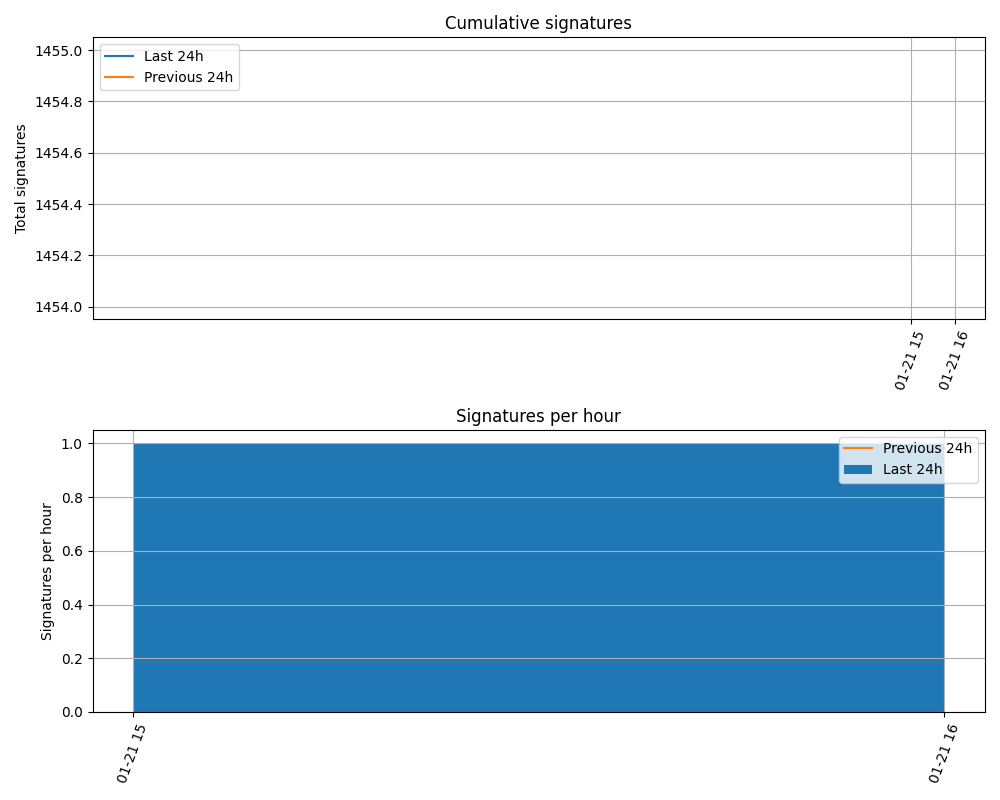 Cumulative signatures
1455.0
1454.8
1454.6
1454.4
1454.2
1454.0
Total signatures
Last 24h
Previous 24h
01-21 15
01-21 16
Signatures per hour
1.0
0.8
0.6
0.4
0.2
0.0
Signatures per hour
Previous 24h
Last 24h
01-21 15
01-21 16